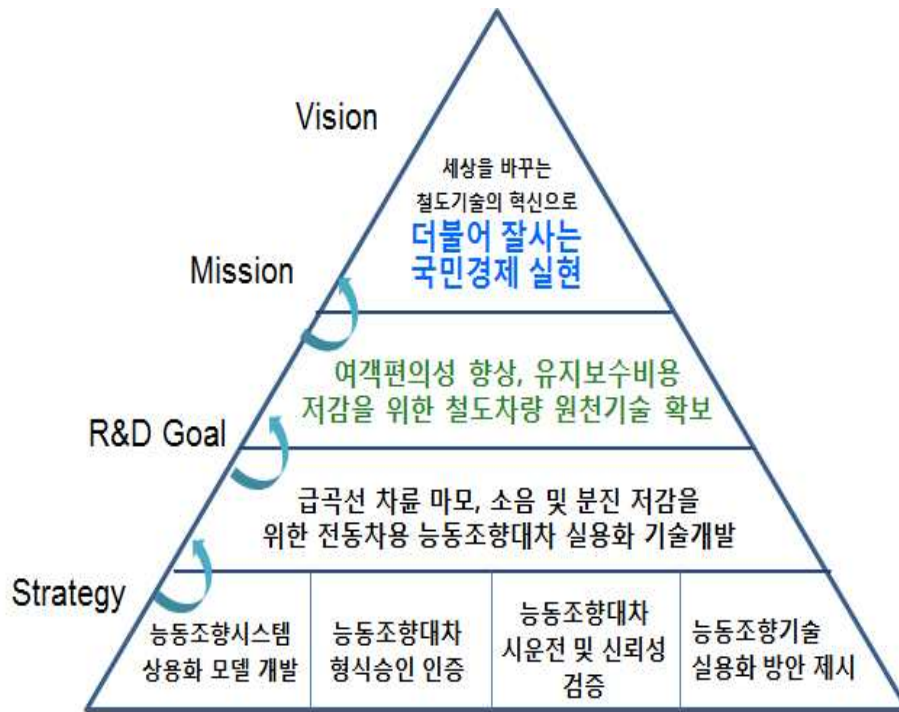 Vision
세상을 바꾸는
철도기술의 혁신으로
더불어 잘사는
국민경제 실현
Mission
여객편의성 향상, 유지보수비용
저감을 위한 철도차량 원천기술 확보
R&D Goal
급곡선 차륜 마모, 소음 및 분진 저감을
위한 전동차용 능동조향대차 실용화 기술개발
Strategy
능동조향시스템
상용화 모델 개발
능동조향대차
형식승인 인증
능동조향대차
시운전 및 신뢰성
검증
능동조향기술
실용화 방안 제시